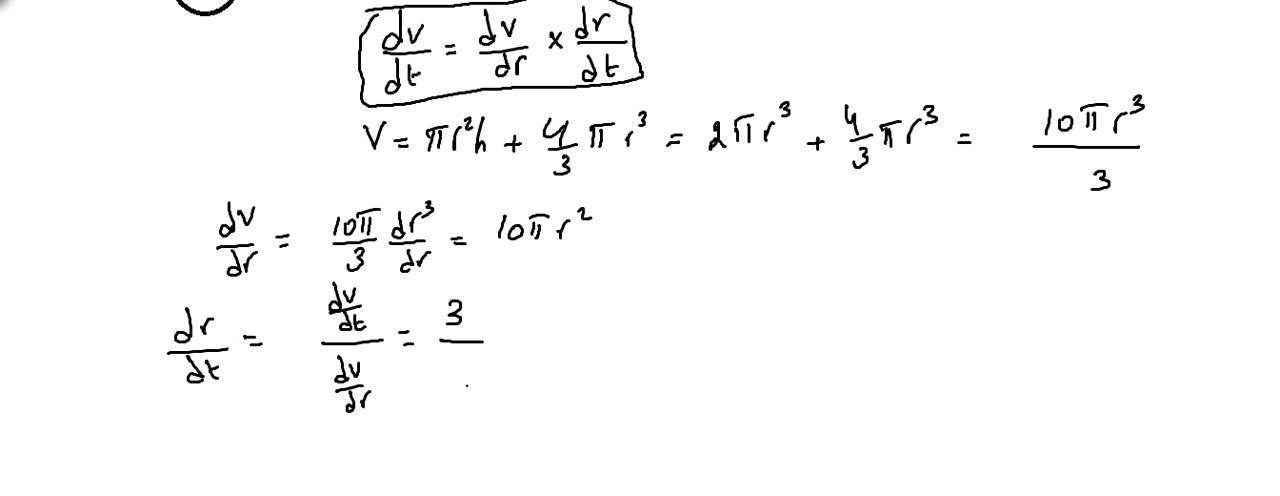 dv/dt = dv/dr × dr/dt
V = πr²h + 4/3 πr³ = 2πr³ + 4/3 πr³ = 10πr³/3
dv/dr = 10π/3 dr³/dr = 10πr²
dr/dt = dv/dt / dv/dr = 3/